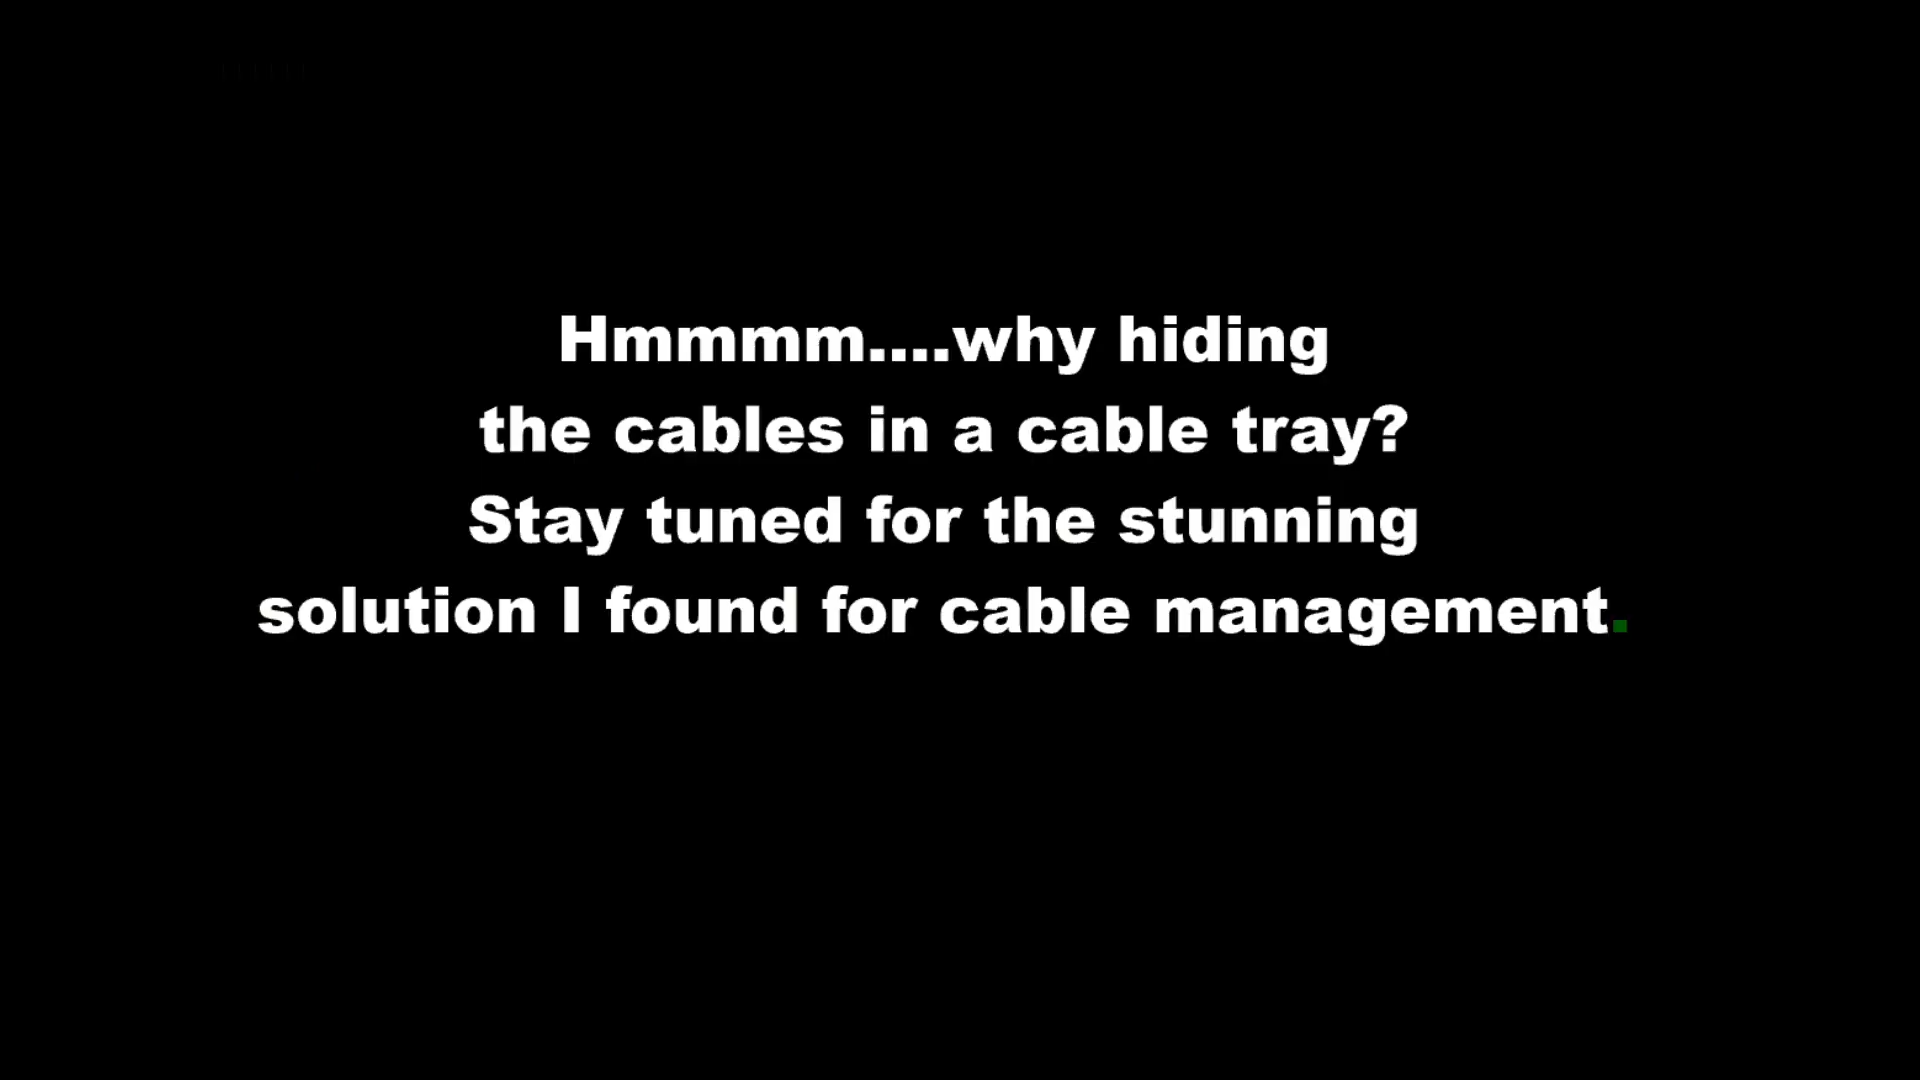 Hmmmm....why hiding
the cables in a cable tray?
Stay tuned for the stunning
solution I found for cable management.